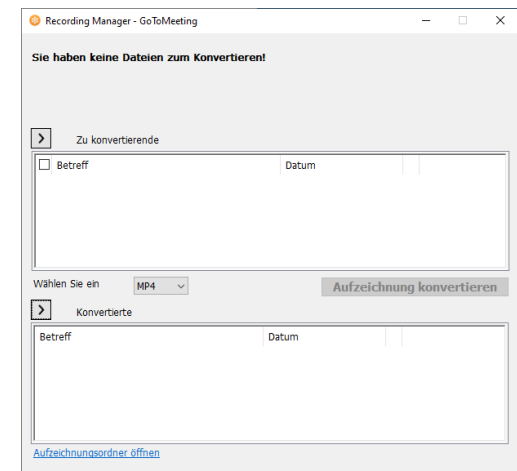 Recording Manager - GoToMeeting
Sie haben keine Dateien zum Konvertieren!
Zu konvertierende
Betreff Datum
Wählen Sie ein MP4 Aufzeichnung konvertieren
Konvertierte
Betreff Datum
Aufzeichnungsordner öffnen